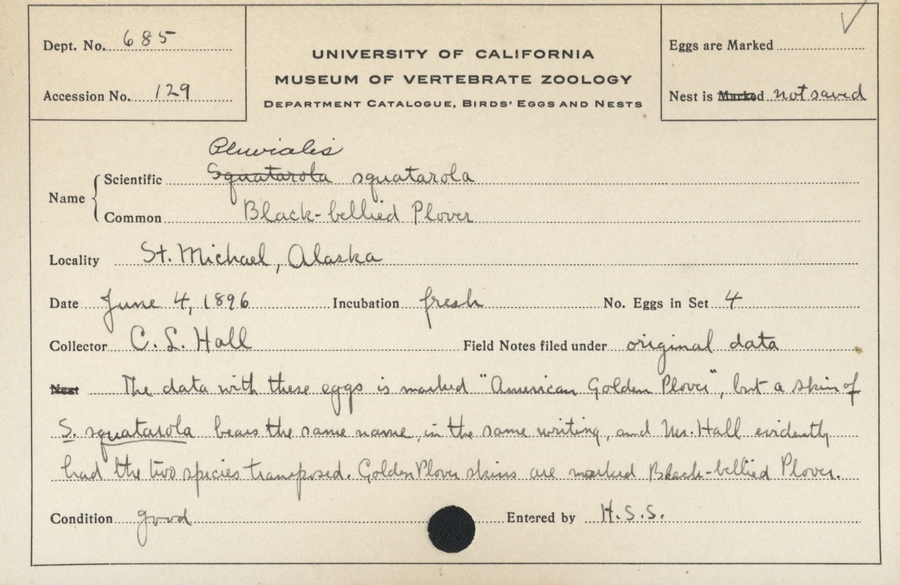 Dept. No. 685
Accession No. 129
UNIVERSITY OF CALIFORNIA
MUSEUM OF VERTEBRATE ZOOLOGY
DEPARTMENT CATALOGUE, BIRDS' EGGS AND NESTS
Eggs are Marked ✓
Nest is Marked not saved
Pluvialis
Name { Scientific Squatarola squatarola
Common Black-bellied Plover
Locality St. Michael, Alaska
Date June 4, 1896 Incubation fresh No. Eggs in Set 4
Collector C. L. Hall Field Notes filed under original data
Nest The data with these eggs is marked "American Golden Plover", but a skin of
S. squatarola bears the same name, in the same writing, and Mr. Hall evidently
had the two species transposed. Golden Plover skins are marked Black-bellied Plover.
Condition good Entered by H.S.S.